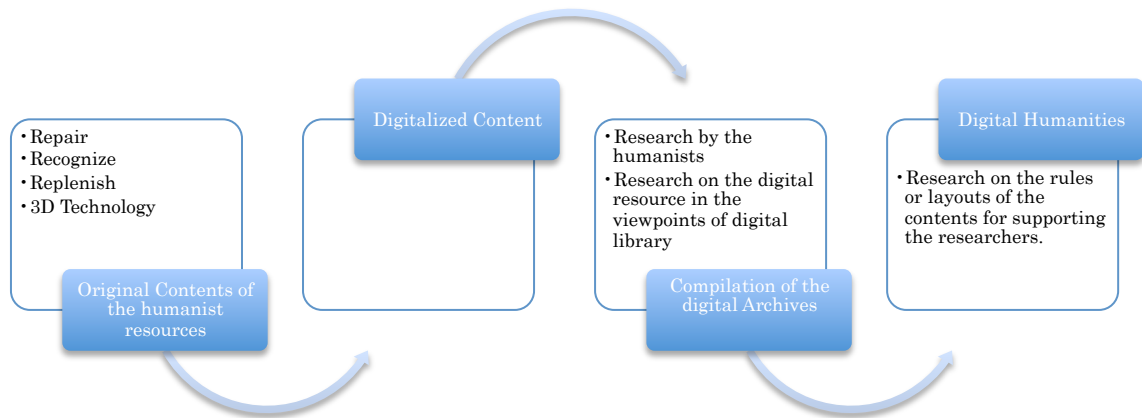 • Repair
• Recognize
• Replenish
• 3D Technology
Original Contents of
the humanist
resources
Digitalized Content
• Research by the
humanists
• Research on the digital
resource in the
viewpoints of digital
library
Compilation of the
digital Archives
Digital Humanities
• Research on the rules
or layouts of the
contents for supporting
the researchers.